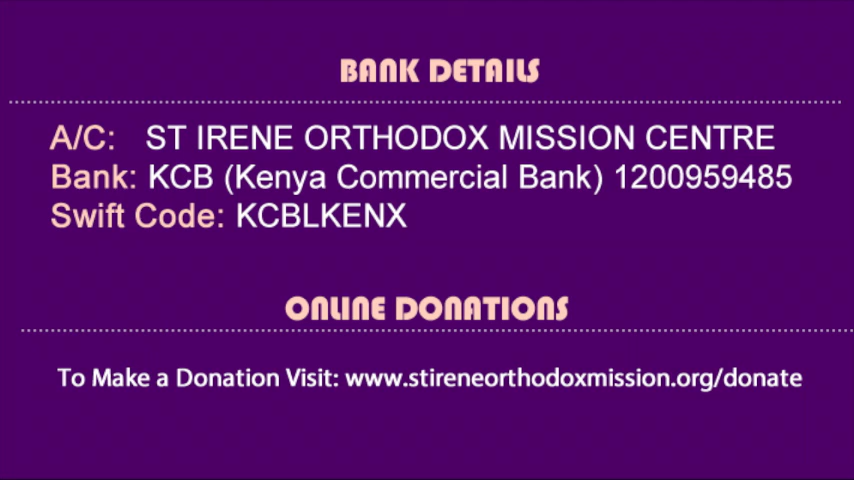 BANK DETAILS
A/C: ST IRENE ORTHODOX MISSION CENTRE
Bank: KCB (Kenya Commercial Bank) 1200959485
Swift Code: KCBLKENX
ONLINE DONATIONS
To Make a Donation Visit: www.stireneorthodoxmission.org/donate